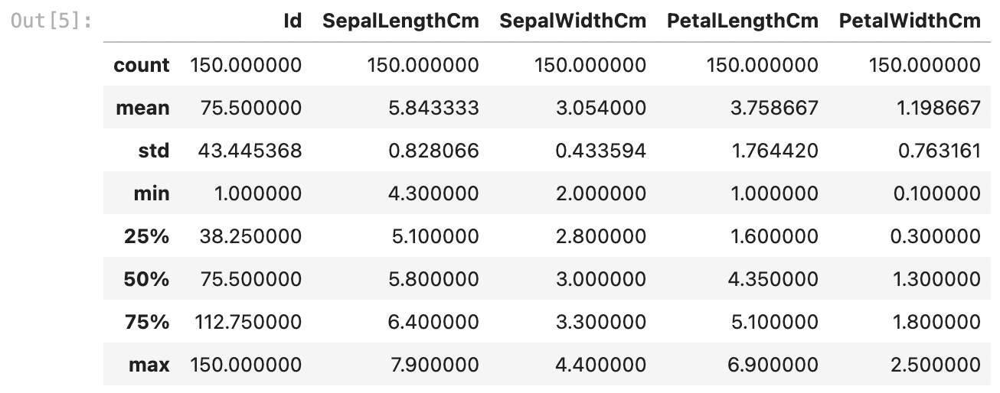 Out[5]:
Id SepalLengthCm SepalWidthCm PetalLengthCm PetalWidthCm
count 150.000000 150.000000 150.000000 150.000000 150.000000
mean 75.500000 5.843333 3.054000 3.758667 1.198667
std 43.445368 0.828066 0.433594 1.764420 0.763161
min 1.000000 4.300000 2.000000 1.000000 0.100000
25% 38.250000 5.100000 2.800000 1.600000 0.300000
50% 75.500000 5.800000 3.000000 4.350000 1.300000
75% 112.750000 6.400000 3.300000 5.100000 1.800000
max 150.000000 7.900000 4.400000 6.900000 2.500000